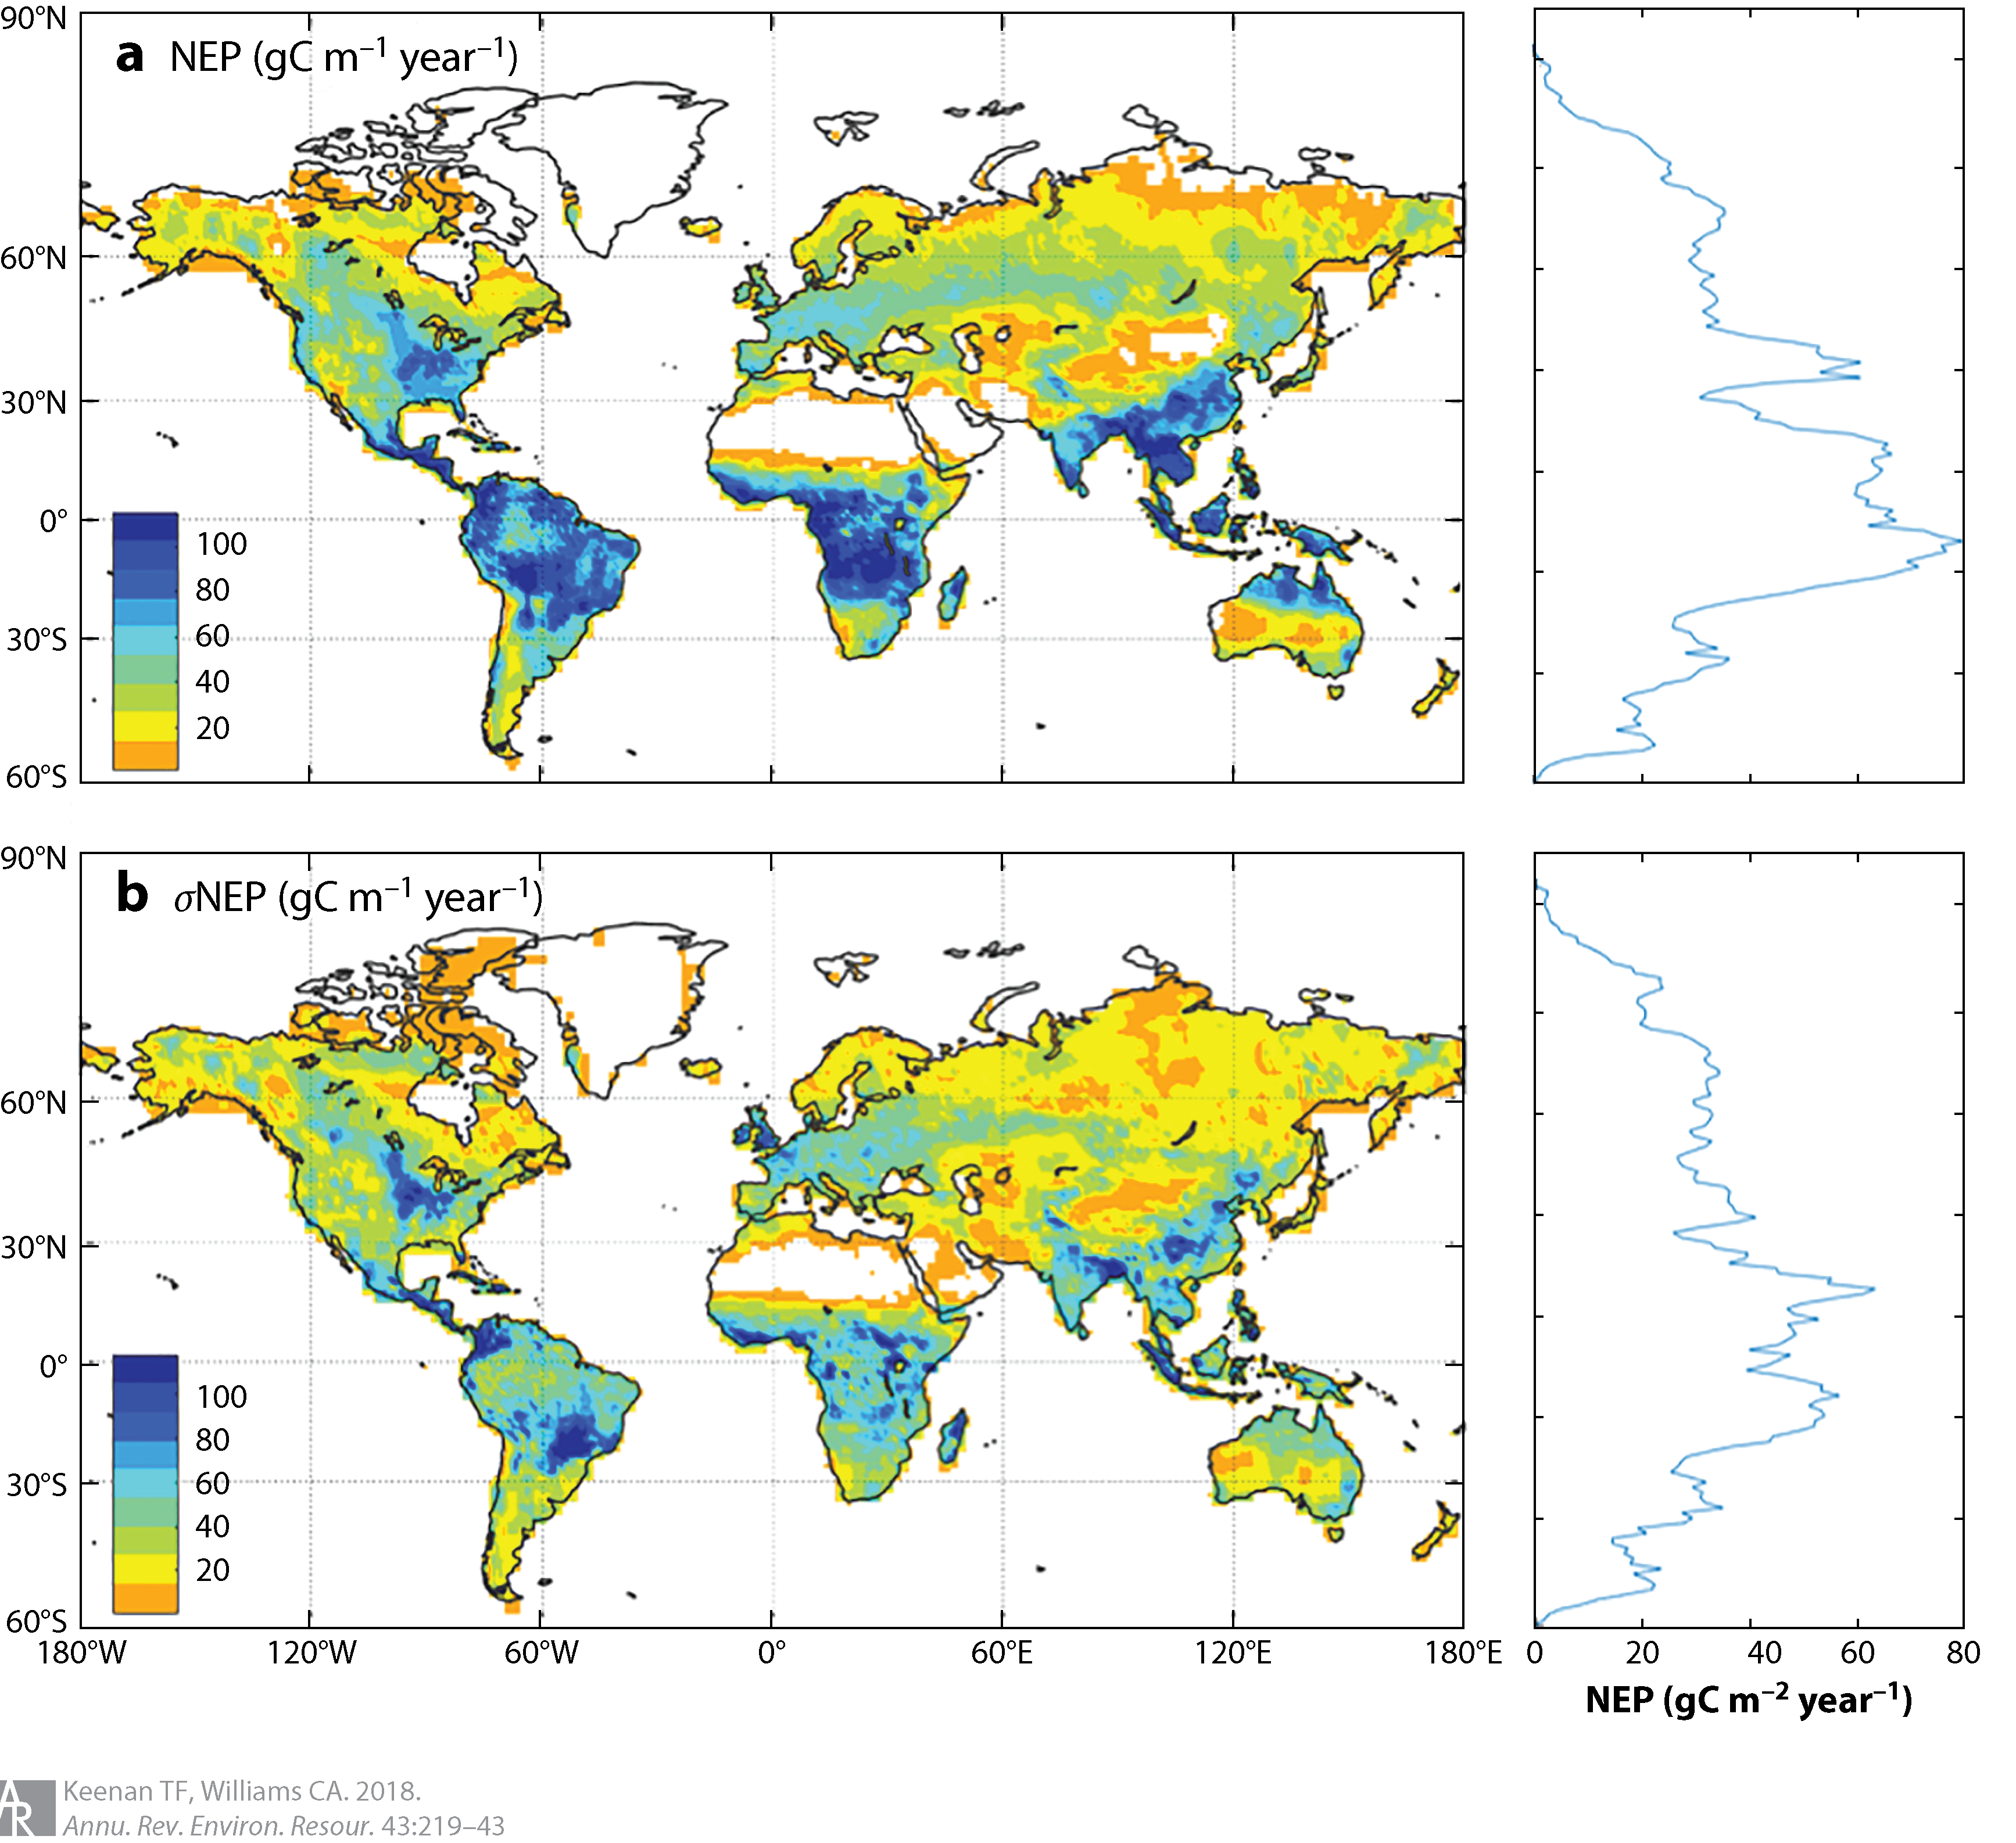 90°N
a NEP (gC m⁻¹ year⁻¹)
60°N
30°N
0°
100
80
60
30°S
40
20
60°S
90°N
b σNEP (gC m⁻¹ year⁻¹)
60°N
30°N
0°
100
80
60
30°S
40
20
60°S
180°W 120°W 60°W 0° 60°E 120°E 180°E 0 20 40 60 80
NEP (gC m⁻² year⁻¹)
AR Keenan TF, Williams CA. 2018.
Annu. Rev. Environ. Resour. 43:219–43